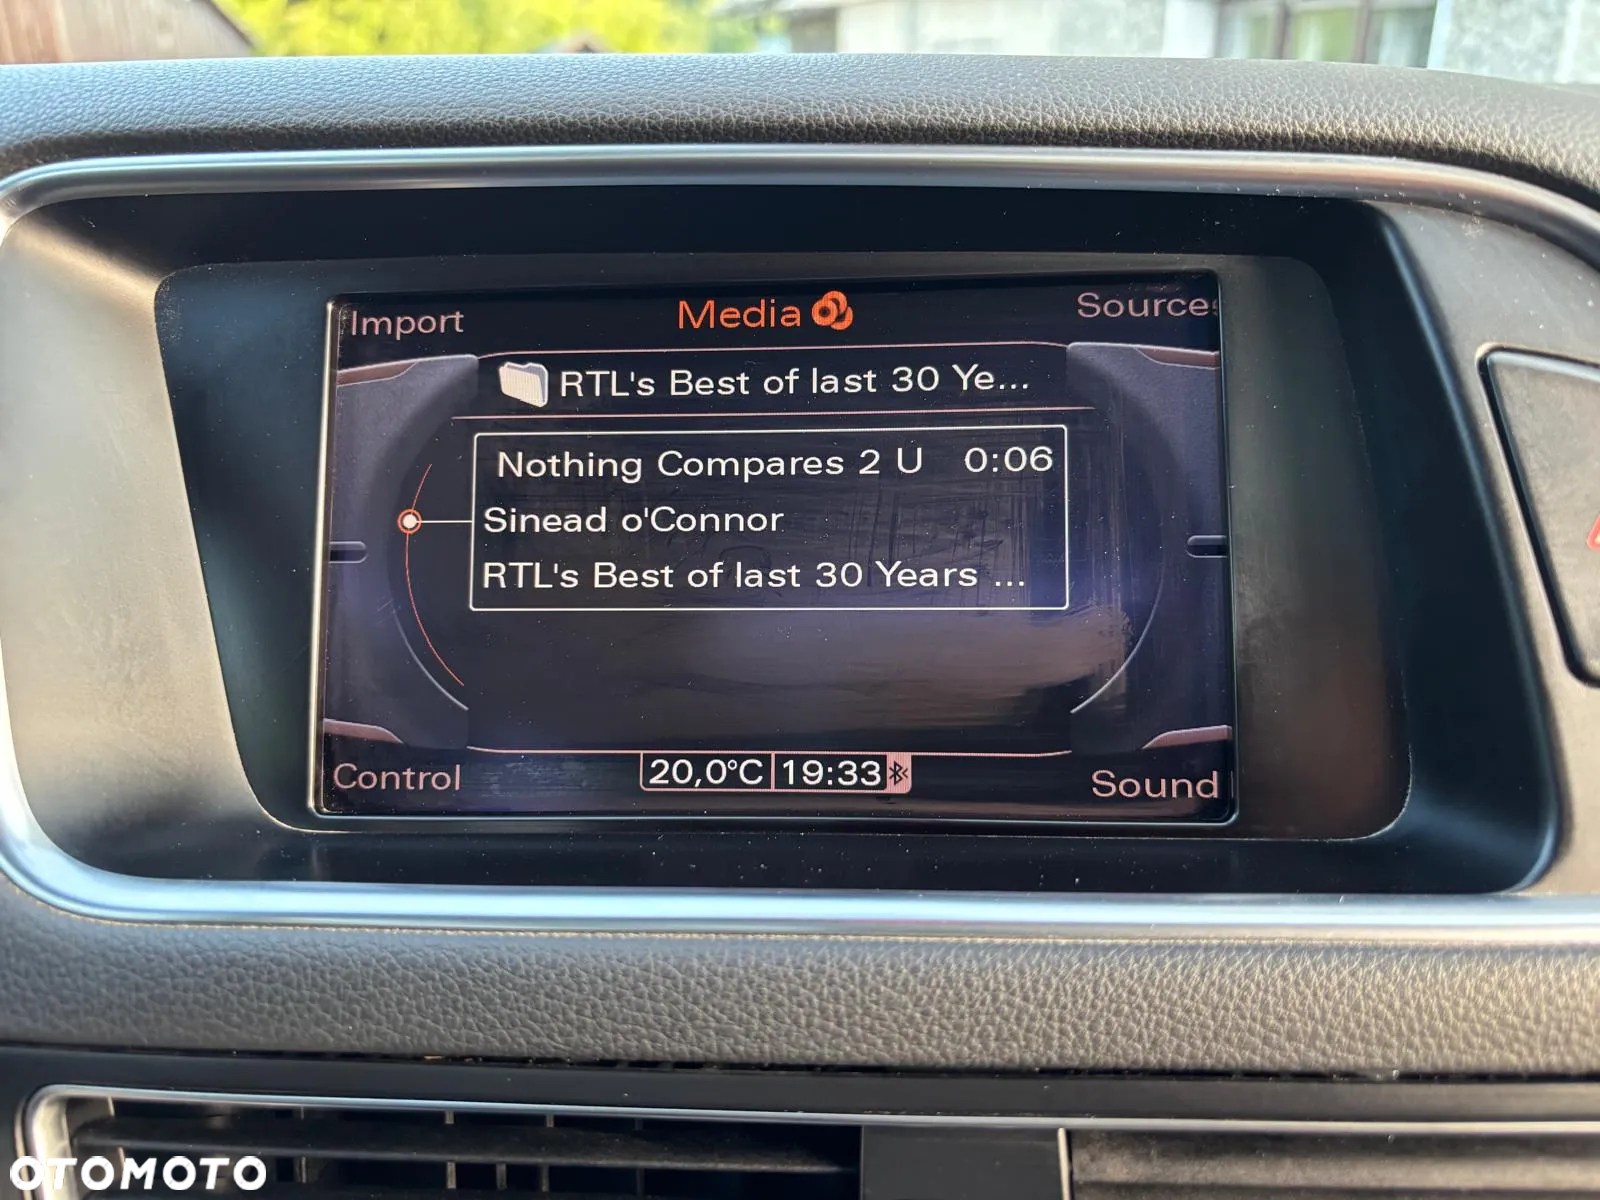 Import
Media
Source
RTL's Best of last 30 Ye...
Nothing Compares 2 U 0:06
Sinead o'Connor
RTL's Best of last 30 Years ...
Control
20,0°C 19:33
Sound
OTOMOTO